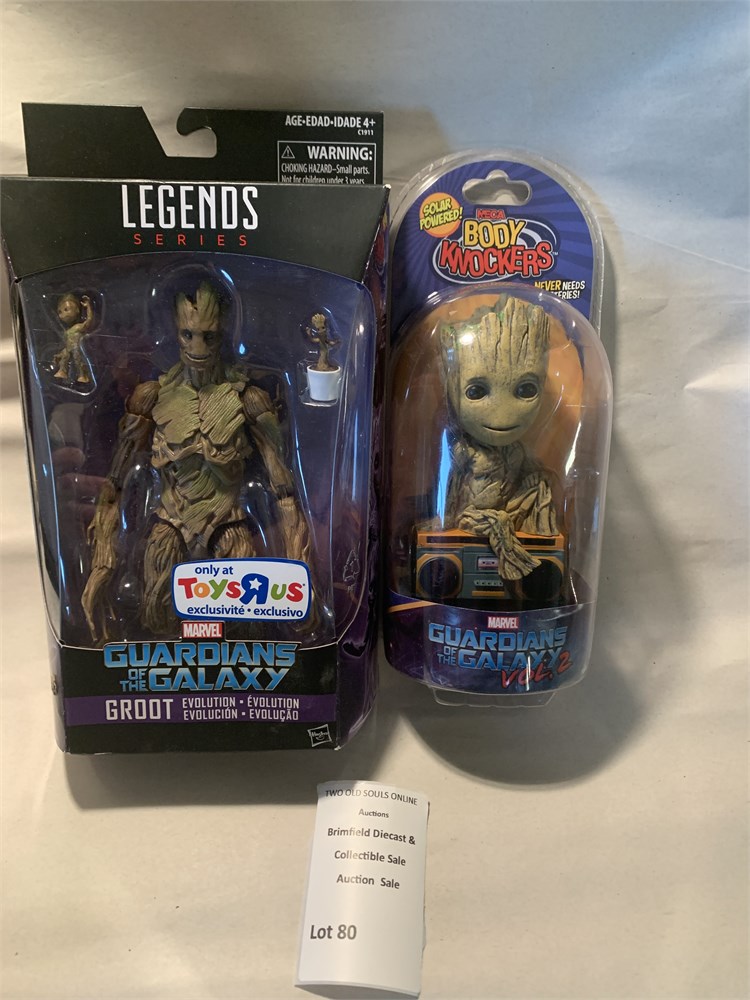 AGE•EDAD•IDADE 4+
C1911
WARNING:
CHOKING HAZARD–Small parts.
Not for children under 3 years
LEGENDS
SERIES
only at
ToysRus
exclusivité • exclusivo
MARVEL
GUARDIANS
OF THE GALAXY
GROOT EVOLUTION • ÉVOLUTION
EVOLUCIÓN • EVOLUÇÃO
Hasbro
SOLAR
POWERED!
NECA
BODY
KNOCKERS™
NEVER NEEDS
MARVEL
GUARDIANS
OF THE GALAXY
VOL. 2
TWO OLD SOULS ONLINE
Auctions
Brimfield Diecast &
Collectible Sale
Auction Sale
Lot 80